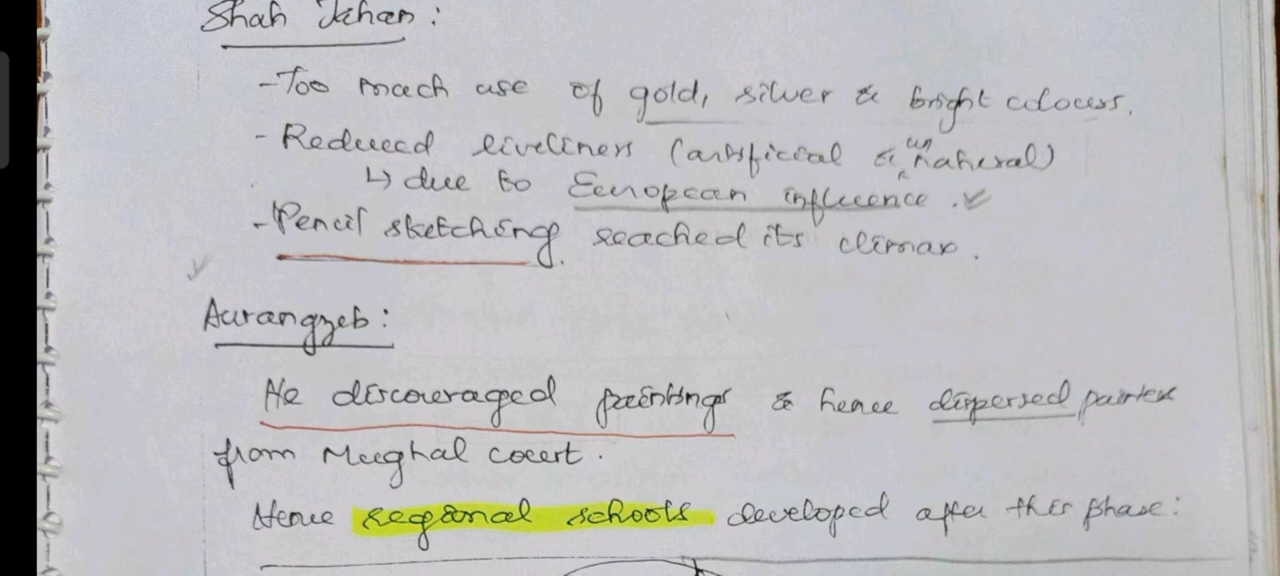 Shah Jehan:
-Too much use of gold, silver & bright colours.
- Reduced liveliness (artificial & unnatural)
↳ due to European influence.
-Pencil sketching reached its climax.
Aurangzeb:
He discouraged paintings & hence dispersed painters
from Mughal court.
Hence regional schools developed after this phase: